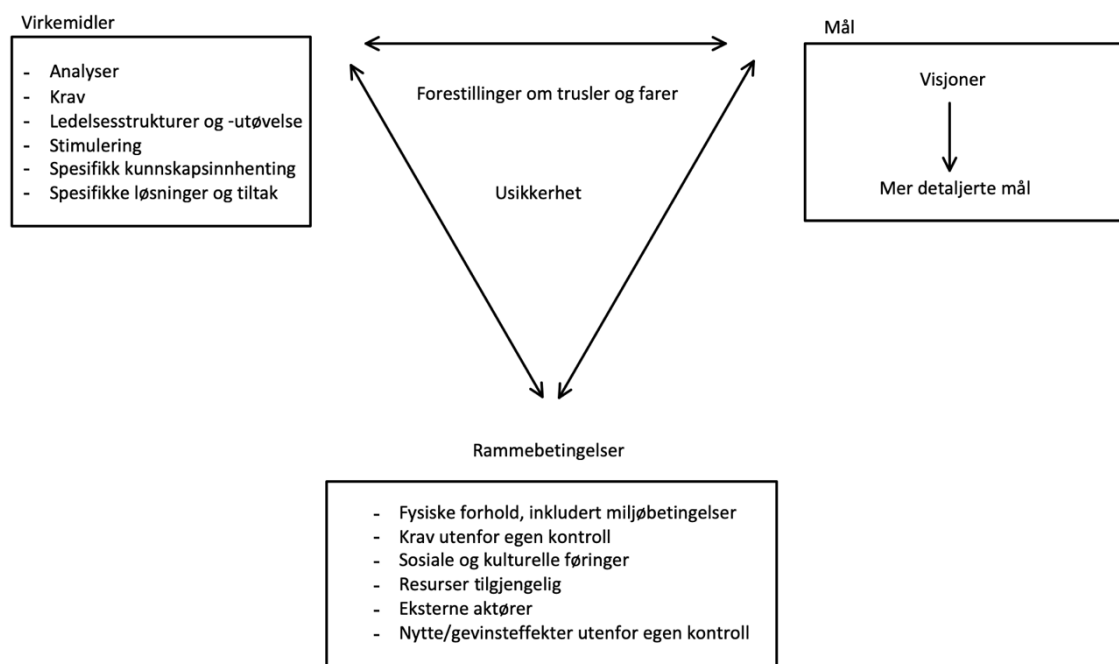 Virkemidler
- Analyser
- Krav
- Ledelsesstrukturer og -utøvelse
- Stimulering
- Spesifikk kunnskapsinnhenting
- Spesifikke løsninger og tiltak
Forestillinger om trusler og farer
Usikkerhet
Mål
Visjoner
Mer detaljerte mål
Rammebetingelser
- Fysiske forhold, inkludert miljøbetingelser
- Krav utenfor egen kontroll
- Sosiale og kulturelle føringer
- Resurser tilgjengelig
- Eksterne aktører
- Nytte/gevinsteffekter utenfor egen kontroll